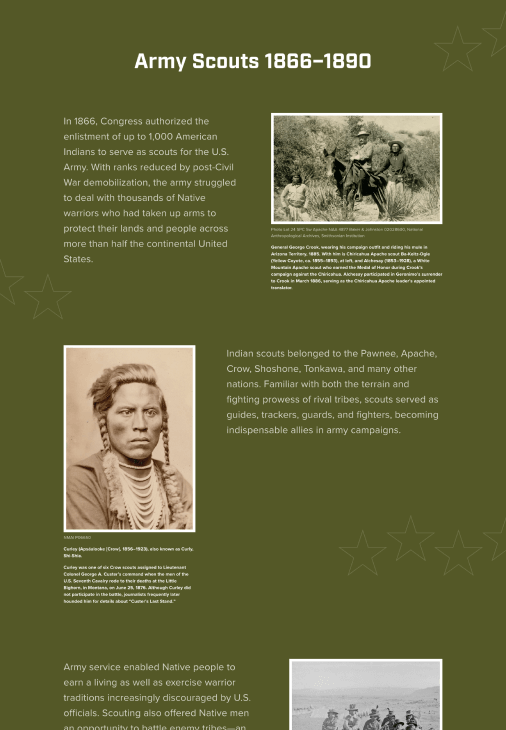 Army Scouts 1866–1890
In 1866, Congress authorized the
enlistment of up to 1,000 American
Indians to serve as scouts for the U.S.
Army. With ranks reduced by post-Civil
War demobilization, the army struggled
to deal with thousands of Native
warriors who had taken up arms to
protect their lands and people across
more than half the continental United
States.
Anthropological Archives, Smithsonian Institution
General George Crook, wearing his campaign outfit and riding his mule in
Arizona Territory, 1885. With him is Chiricahua Apache scout Ba-Keitz-Ogie
(Yellow Coyote, ca. 1855–1893), at left, and Alchesay (1853–1928), a White
Mountain Apache scout who earned the Medal of Honor during Crook's
campaign against the Chiricahua. Alchesay participated in Geronimo's surrender
to Crook in March 1886, serving as the Chiricahua Apache leader's appointed
translator.
Indian scouts belonged to the Pawnee, Apache,
Crow, Shoshone, Tonkawa, and many other
nations. Familiar with both the terrain and
fighting prowess of rival tribes, scouts served as
guides, trackers, guards, and fighters, becoming
indispensable allies in army campaigns.
Curley (Apsáalooke [Crow], 1856–1923), also known as Curly,
Shi-Shia.
Curley was one of six Crow scouts assigned to Lieutenant
Colonel George A. Custer's command when the men of the
U.S. Seventh Cavalry rode to their deaths at the Little
Bighorn, in Montana, on June 25, 1876. Although Curley did
not participate in the battle, journalists frequently later
hounded him for details about "Custer's Last Stand."
Army service enabled Native people to
earn a living as well as exercise warrior
traditions increasingly discouraged by U.S.
officials. Scouting also offered Native men
an opportunity to battle enemy tribes—an